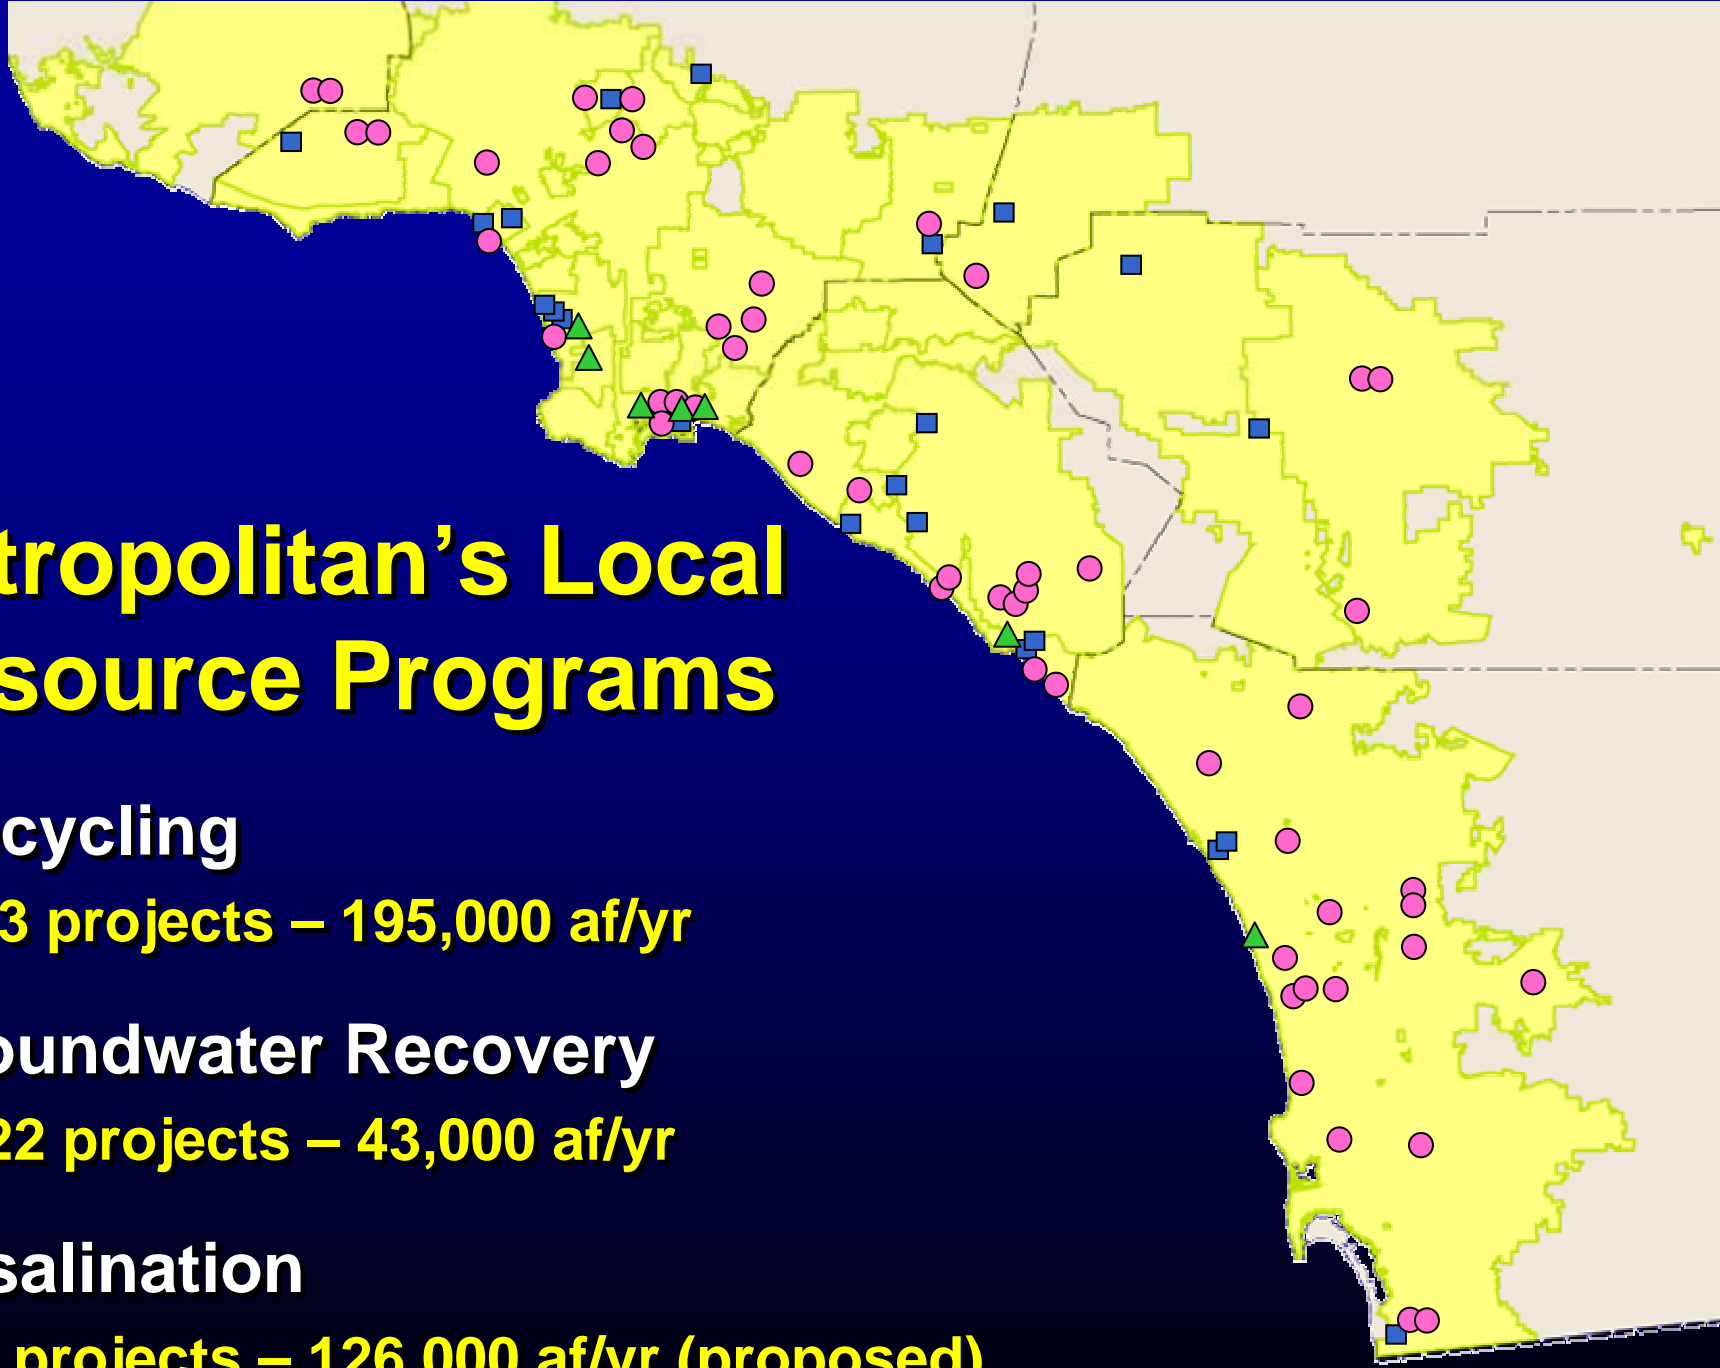 tropolitan’s Local
source Programs
cycling
3 projects – 195,000 af/yr
oundwater Recovery
22 projects – 43,000 af/yr
salination
projects – 126,000 af/yr (proposed)